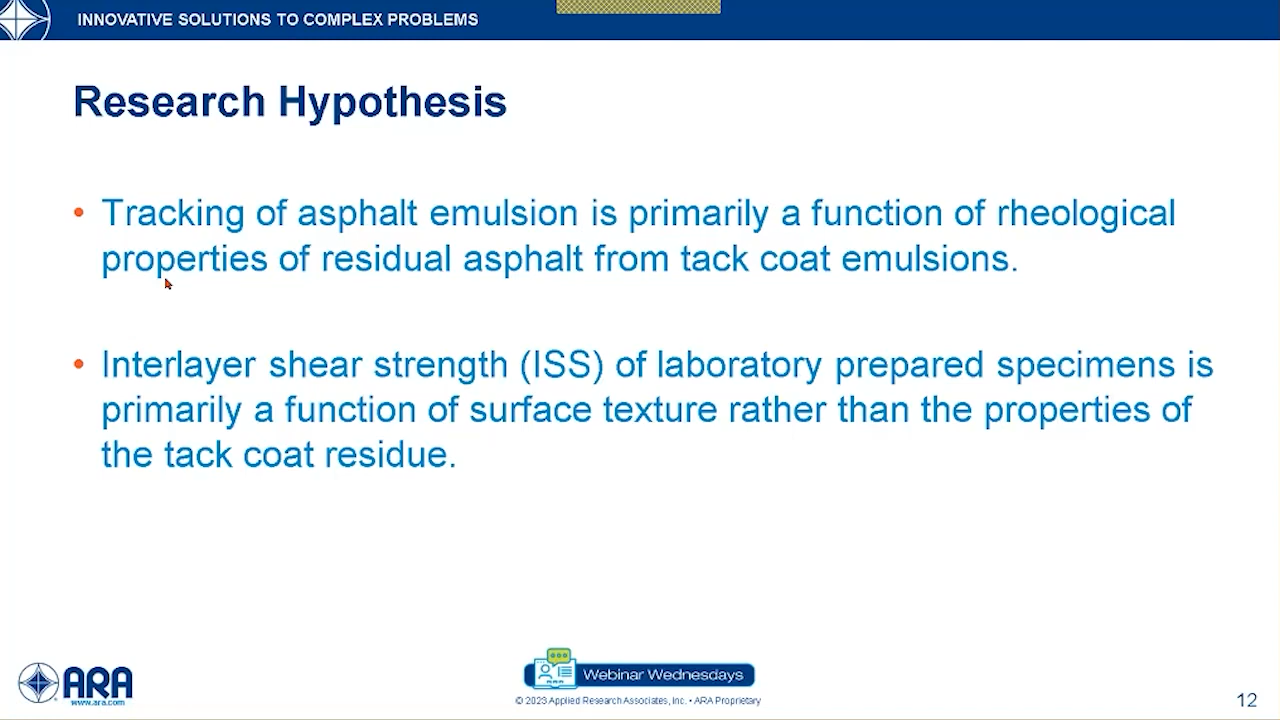 INNOVATIVE SOLUTIONS TO COMPLEX PROBLEMS
Research Hypothesis
• Tracking of asphalt emulsion is primarily a function of rheological
properties of residual asphalt from tack coat emulsions.
• Interlayer shear strength (ISS) of laboratory prepared specimens is
primarily a function of surface texture rather than the properties of
the tack coat residue.
ARA
www.ara.com
ARA
Webinar Wednesdays
© 2023 Applied Research Associates, Inc. • ARA Proprietary
12